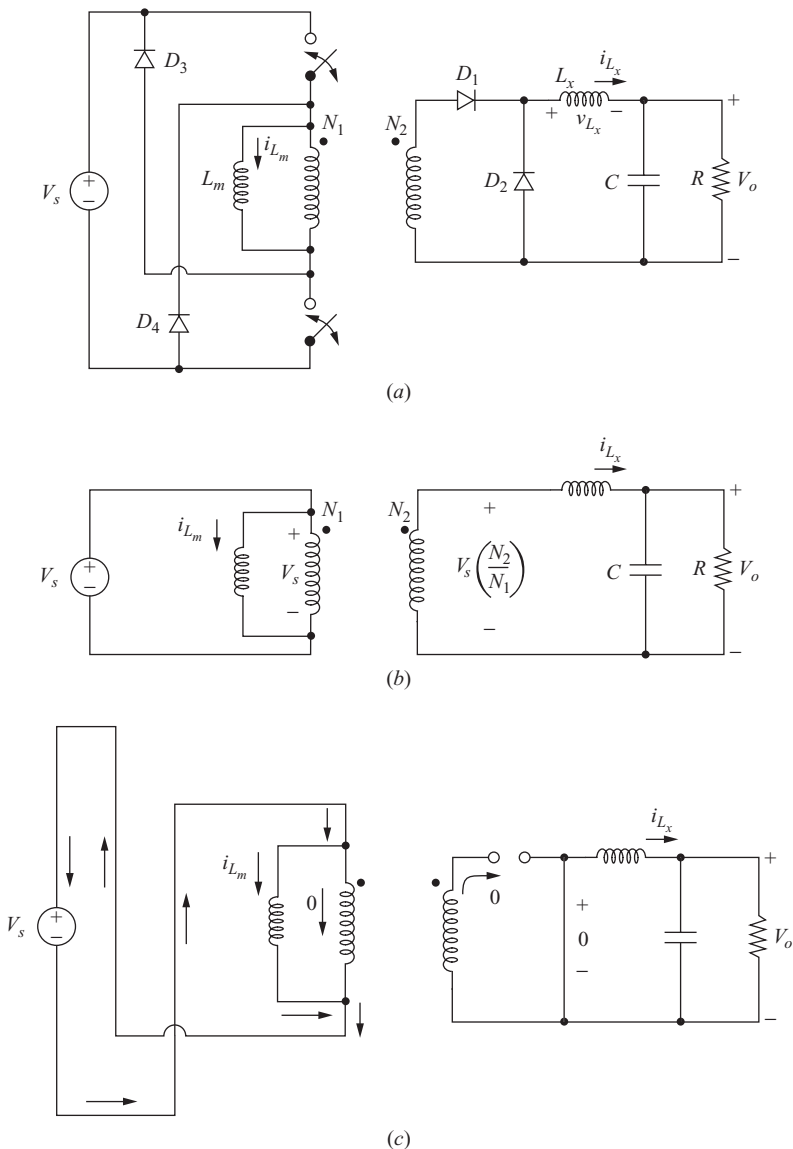 D3
D1
Lx
iLx
+
−
vLx
N1
N2
iLm
Lm
Vs
+
−
D2
C
R
+
Vo
−
D4
(a)
iLx
iLm
N1
N2
Vs
+
−
+
Vs
−
+
Vs(N2/N1)
−
C
R
+
Vo
−
(b)
iLx
iLm
0
0
Vs
+
−
+
0
−
+
Vo
−
(c)